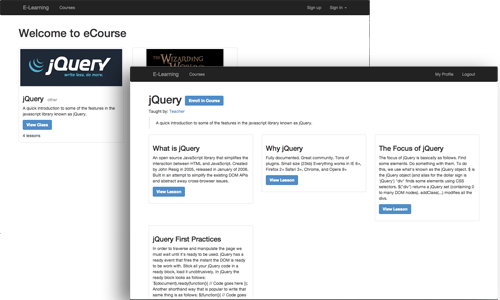 E-Learning Courses Sign up Sign In
Welcome to eCourse
jQuery
write less, do more.
THE
WIZARDING
jQuery other
A quick introduction to some of the features in the
javascript library known as jQuery.
View Class
4 lessons
E-Learning Courses My Profile Logout
jQuery Enroll in Course
Taught by: Teacher
A quick introduction to some of the features in the javascript library known as jQuery.
What is jQuery
An open source JavaScript library that simplifies the
interaction between HTML and JavaScript. Created
by John Resig in 2005, released in January of 2006.
Built in an attempt to simplify the existing DOM APIs
and abstract away cross-browser issues.
View Lesson
Why jQuery
Fully documented. Great community. Tons of
plugins. Small size (23kb) Everything works in IE 6+,
Firefox 2+ Safari 3+, Chrome, and Opera 9+
View Lesson
The Focus of jQuery
The focus of jQuery is basically as follows. Find
some elements. Do something with them. To do
this, we use what's known as the jQuery object. $ is
the jQuery object (and alias for the dollar sign is
'jQuery') "div" find some elements using CSS
selectors. $("div") returns a jQuery set (containing 0
to many DOM nodes). addClass(...) modifies all the
divs.
View Lesson
jQuery First Practices
In order to traverse and manipulate the page we
must wait until it's ready to be used, jQuery has a
ready event that fires the instant the DOM is ready
to be work with. Stick all your jQuery code in a
ready block, load it unobtrusively. In jQuery the
ready block looks as follows:
$(document).ready(function(){ // Code goes here });
Another shorthand way that is popular to write that
same thing is as follows: $(function(){ // Code goes